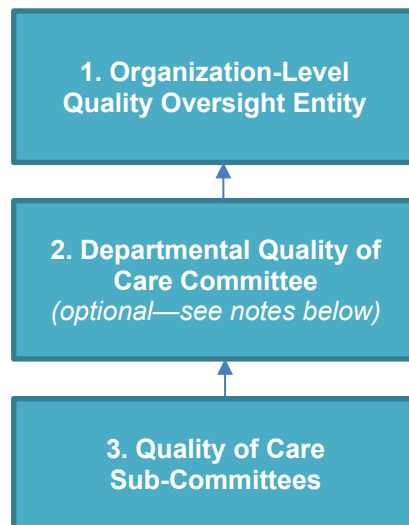 1. Organization-Level
Quality Oversight Entity
2. Departmental Quality of
Care Committee
(optional—see notes below)
3. Quality of Care
Sub-Committees